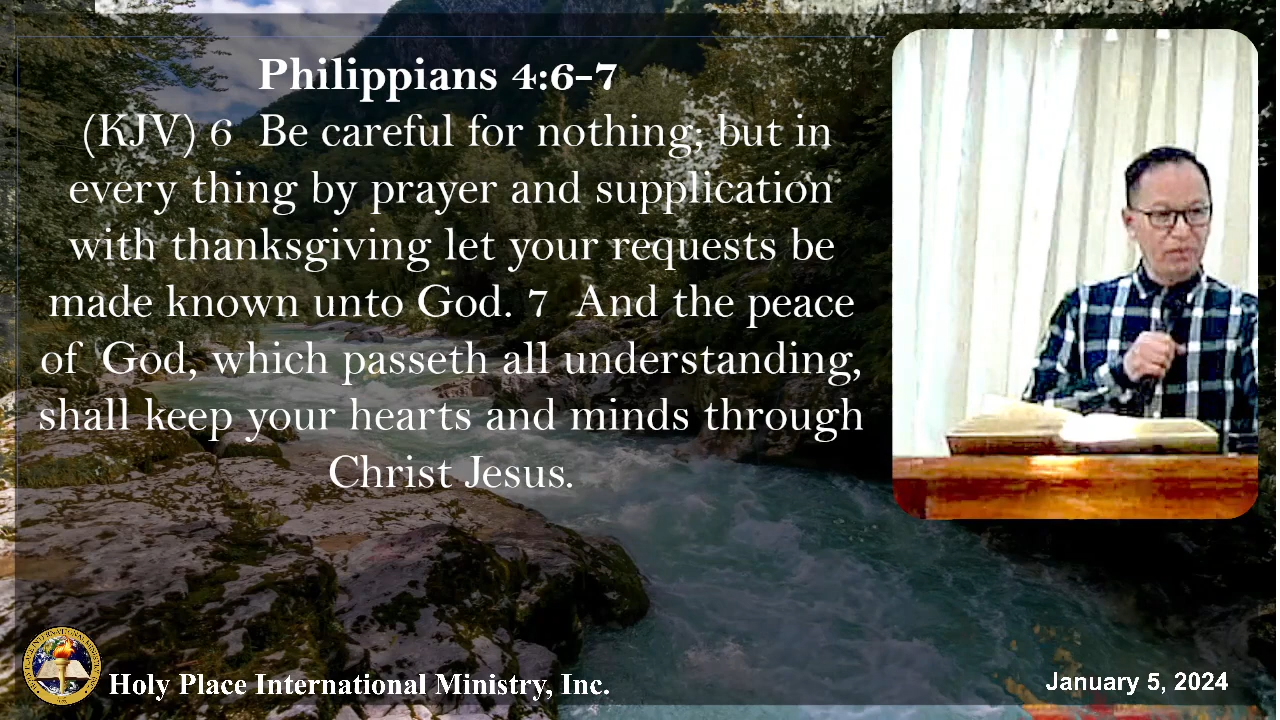 Philippians 4:6-7
(KJV) 6 Be careful for nothing; but in
every thing by prayer and supplication
with thanksgiving let your requests be
made known unto God. 7 And the peace
of God, which passeth all understanding,
shall keep your hearts and minds through
Christ Jesus.
Holy Place International Ministry, Inc.
January 5, 2024